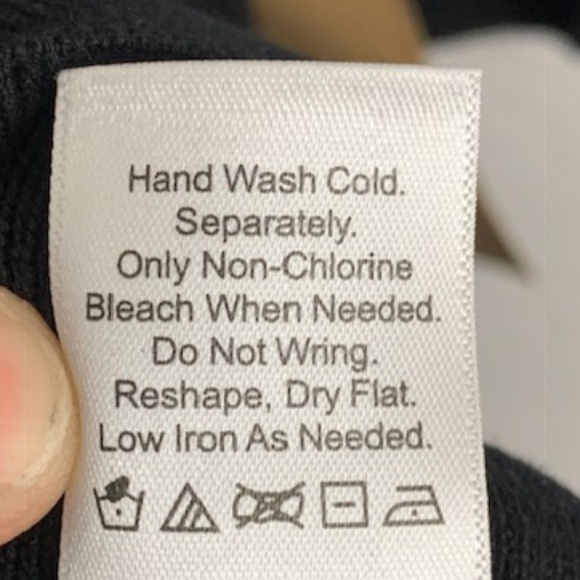 Hand Wash Cold.
Separately.
Only Non-Chlorine
Bleach When Needed.
Do Not Wring.
Reshape, Dry Flat.
Low Iron As Needed.